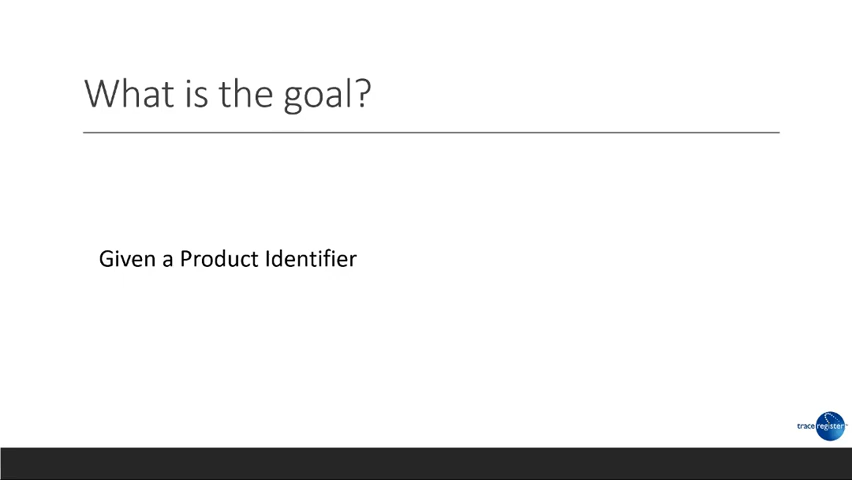 What is the goal?
Given a Product Identifier
trace register